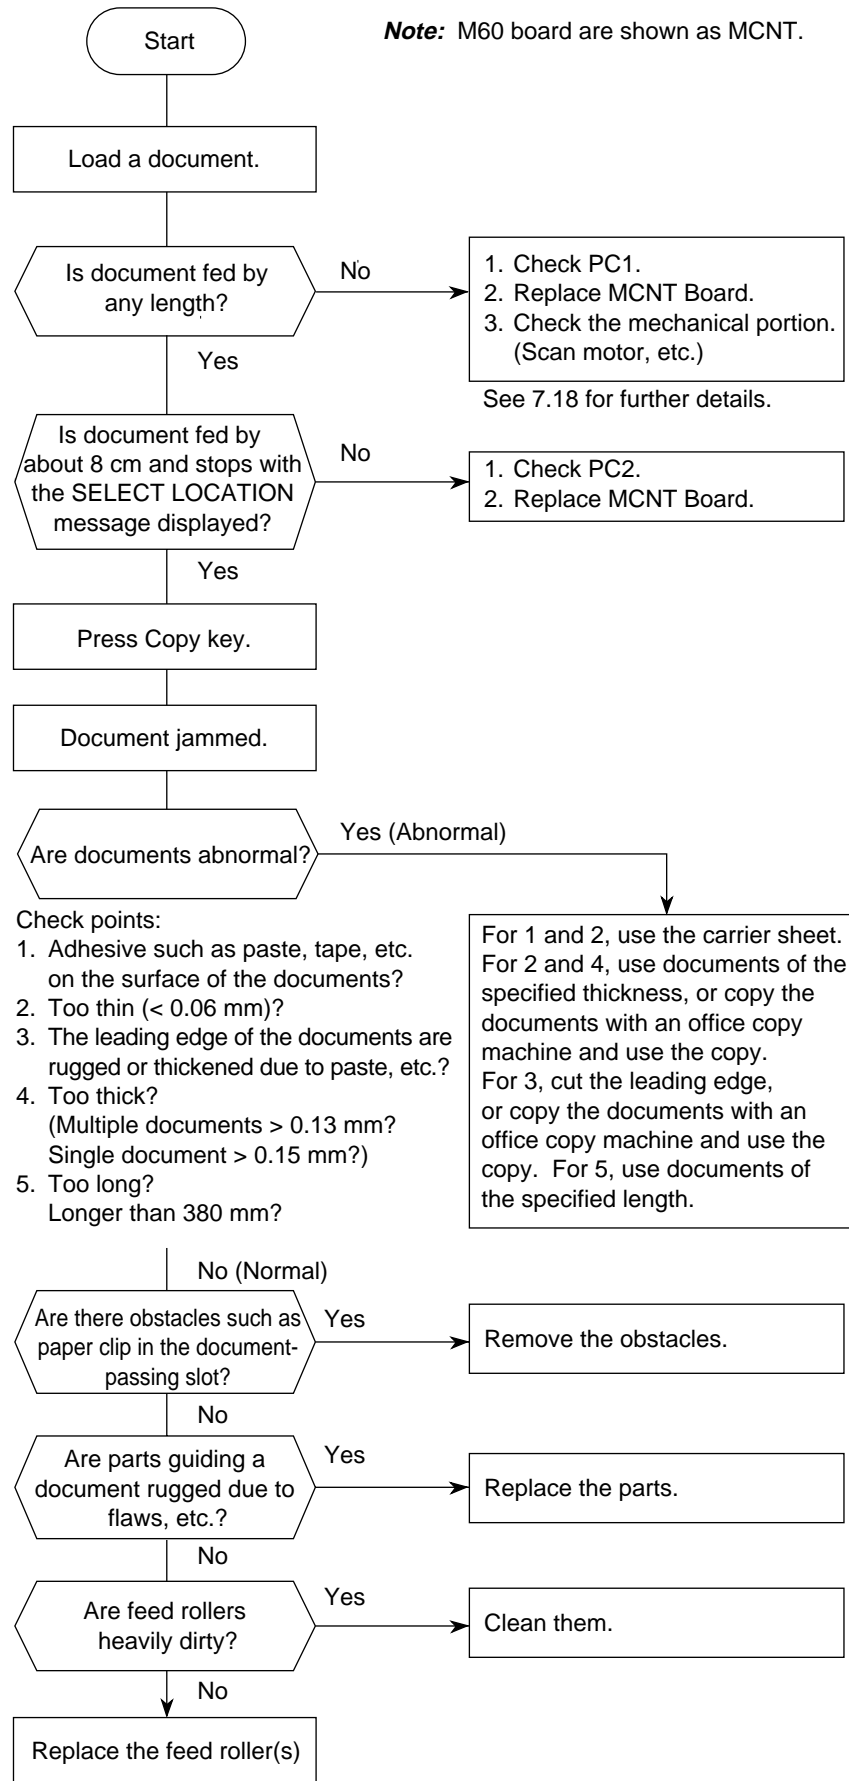 Start
Note: M60 board are shown as MCNT.
Load a document.
Is document fed by
any length?
No
1. Check PC1.
2. Replace MCNT Board.
3. Check the mechanical portion.
(Scan motor, etc.)
See 7.18 for further details.
Yes
Is document fed by
about 8 cm and stops with
the SELECT LOCATION
message displayed?
No
1. Check PC2.
2. Replace MCNT Board.
Yes
Press Copy key.
Document jammed.
Are documents abnormal?
Yes (Abnormal)
Check points:
1. Adhesive such as paste, tape, etc.
on the surface of the documents?
2. Too thin (< 0.06 mm)?
3. The leading edge of the documents are
rugged or thickened due to paste, etc.?
4. Too thick?
(Multiple documents > 0.13 mm?
Single document > 0.15 mm?)
5. Too long?
Longer than 380 mm?
For 1 and 2, use the carrier sheet.
For 2 and 4, use documents of the
specified thickness, or copy the
documents with an office copy
machine and use the copy.
For 3, cut the leading edge,
or copy the documents with an
office copy machine and use the
copy. For 5, use documents of
the specified length.
No (Normal)
Are there obstacles such as
paper clip in the document-
passing slot?
Yes
Remove the obstacles.
No
Are parts guiding a
document rugged due to
flaws, etc.?
Yes
Replace the parts.
No
Are feed rollers
heavily dirty?
Yes
Clean them.
No
Replace the feed roller(s)